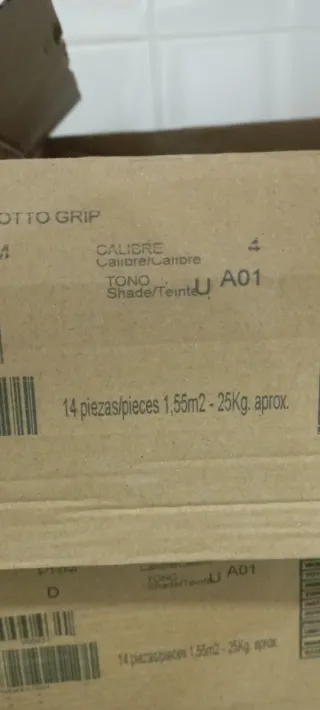 OTTO GRIP
CALIBRE 4
Calibre/Calibre
TONO U A01
Shade/Teinte
14 piezas/pieces 1,55m2 - 25Kg. aprox.
U A01
TONO
Shade/Teinte
D
14 piezas/pieces 1,55m2 - 25Kg. aprox.